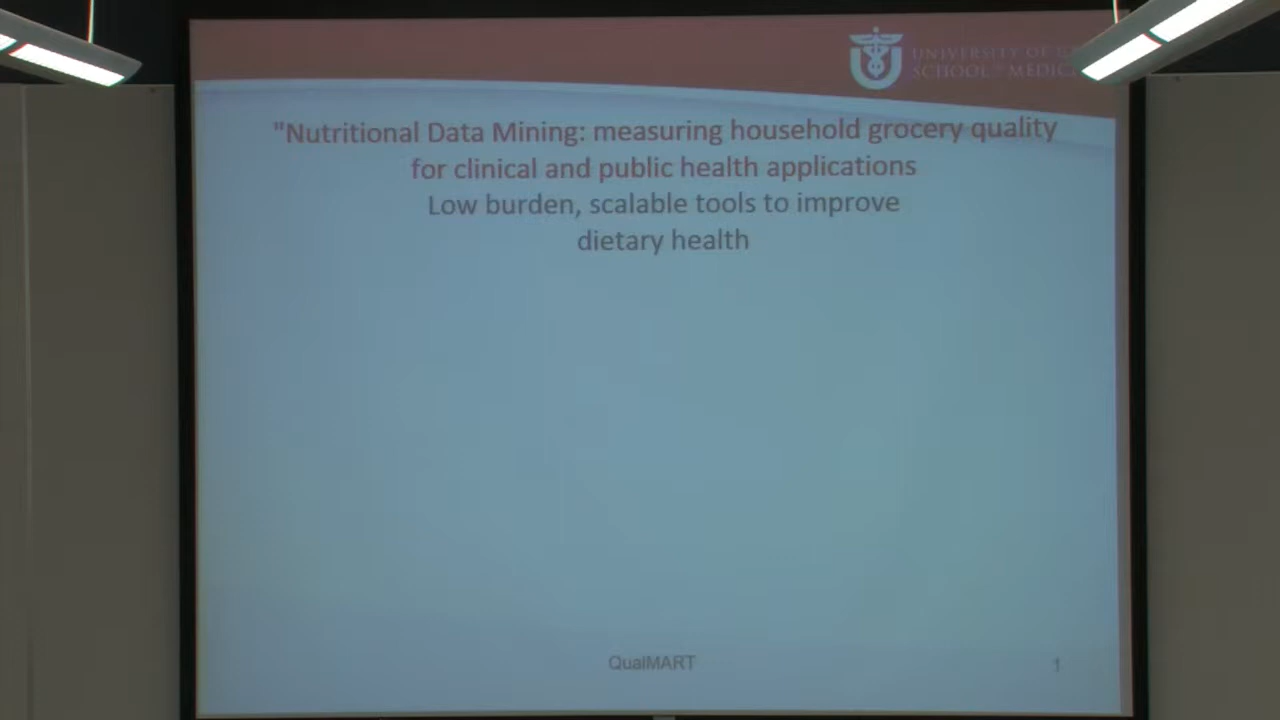 UNIVERSITY OF
SCHOOL OF
"Nutritional Data Mining: measuring household grocery quality
for clinical and public health applications
Low burden, scalable tools to improve
dietary health
QualMART
1